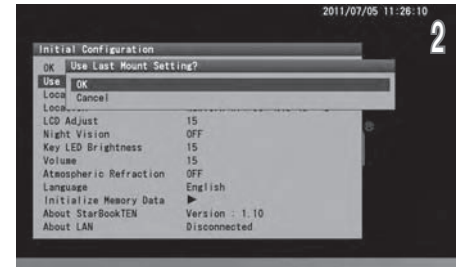 2011/07/05 11:26:10
2
Initial Configuration
OK
Use Last Mount Setting?
Use
OK
Loca
Cancel
LCD Adjust 15
Night Vision OFF
Key LED Brightness 15
Volume 15
Atmospheric Refraction OFF
Language English
Initialize Memory Data ▶
About StarBookTEN Version : 1.10
About LAN Disconnected